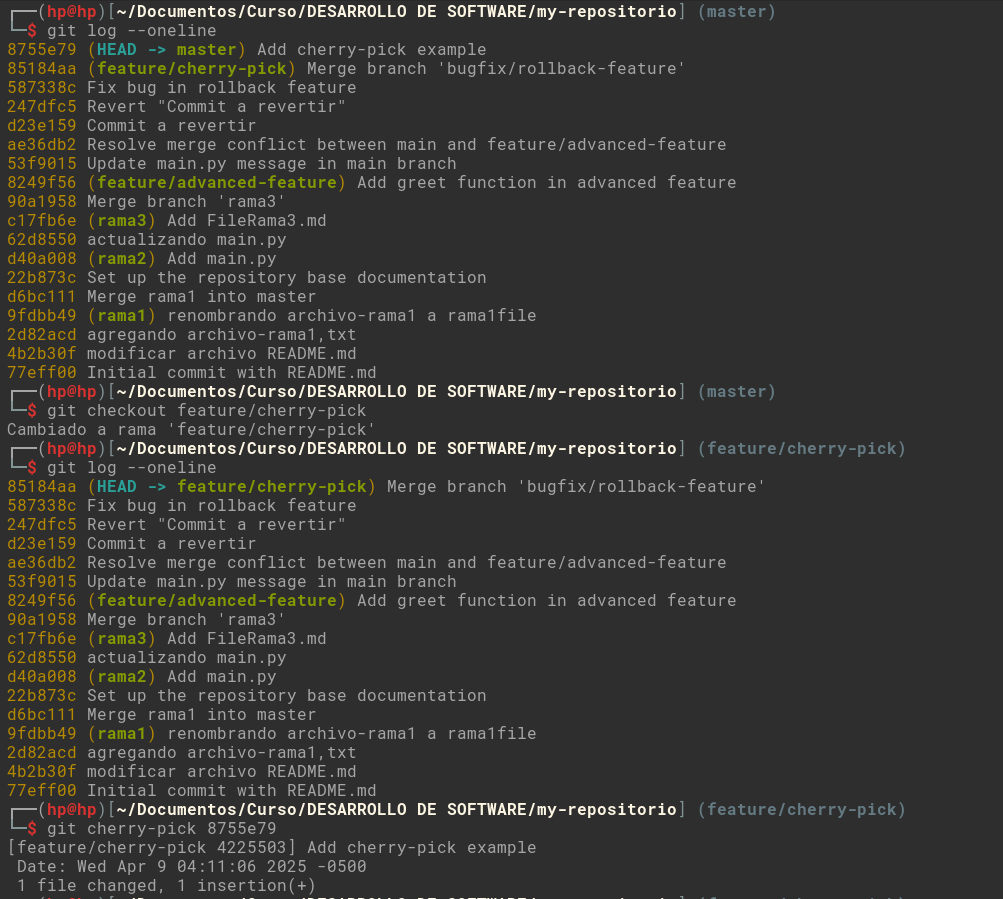 ┌──(hp@hp)[~/Documentos/Curso/DESARROLLO DE SOFTWARE/my-repositorio] (master)
└─$ git log --oneline
8755e79 (HEAD -> master) Add cherry-pick example
85184aa (feature/cherry-pick) Merge branch 'bugfix/rollback-feature'
587338c Fix bug in rollback feature
247dfc5 Revert "Commit a revertir"
d23e159 Commit a revertir
ae36db2 Resolve merge conflict between main and feature/advanced-feature
53f9015 Update main.py message in main branch
8249f56 (feature/advanced-feature) Add greet function in advanced feature
90a1958 Merge branch 'rama3'
c17fb6e (rama3) Add FileRama3.md
62d8550 actualizando main.py
d40a008 (rama2) Add main.py
22b873c Set up the repository base documentation
d6bc111 Merge rama1 into master
9fdbb49 (rama1) renombrando archivo-rama1 a rama1file
2d82acd agregando archivo-rama1,txt
4b2b30f modificar archivo README.md
77eff00 Initial commit with README.md
┌──(hp@hp)[~/Documentos/Curso/DESARROLLO DE SOFTWARE/my-repositorio] (master)
└─$ git checkout feature/cherry-pick
Cambiado a rama 'feature/cherry-pick'
┌──(hp@hp)[~/Documentos/Curso/DESARROLLO DE SOFTWARE/my-repositorio] (feature/cherry-pick)
└─$ git log --oneline
85184aa (HEAD -> feature/cherry-pick) Merge branch 'bugfix/rollback-feature'
587338c Fix bug in rollback feature
247dfc5 Revert "Commit a revertir"
d23e159 Commit a revertir
ae36db2 Resolve merge conflict between main and feature/advanced-feature
53f9015 Update main.py message in main branch
8249f56 (feature/advanced-feature) Add greet function in advanced feature
90a1958 Merge branch 'rama3'
c17fb6e (rama3) Add FileRama3.md
62d8550 actualizando main.py
d40a008 (rama2) Add main.py
22b873c Set up the repository base documentation
d6bc111 Merge rama1 into master
9fdbb49 (rama1) renombrando archivo-rama1 a rama1file
2d82acd agregando archivo-rama1,txt
4b2b30f modificar archivo README.md
77eff00 Initial commit with README.md
┌──(hp@hp)[~/Documentos/Curso/DESARROLLO DE SOFTWARE/my-repositorio] (feature/cherry-pick)
└─$ git cherry-pick 8755e79
[feature/cherry-pick 4225503] Add cherry-pick example
 Date: Wed Apr 9 04:11:06 2025 -0500
 1 file changed, 1 insertion(+)